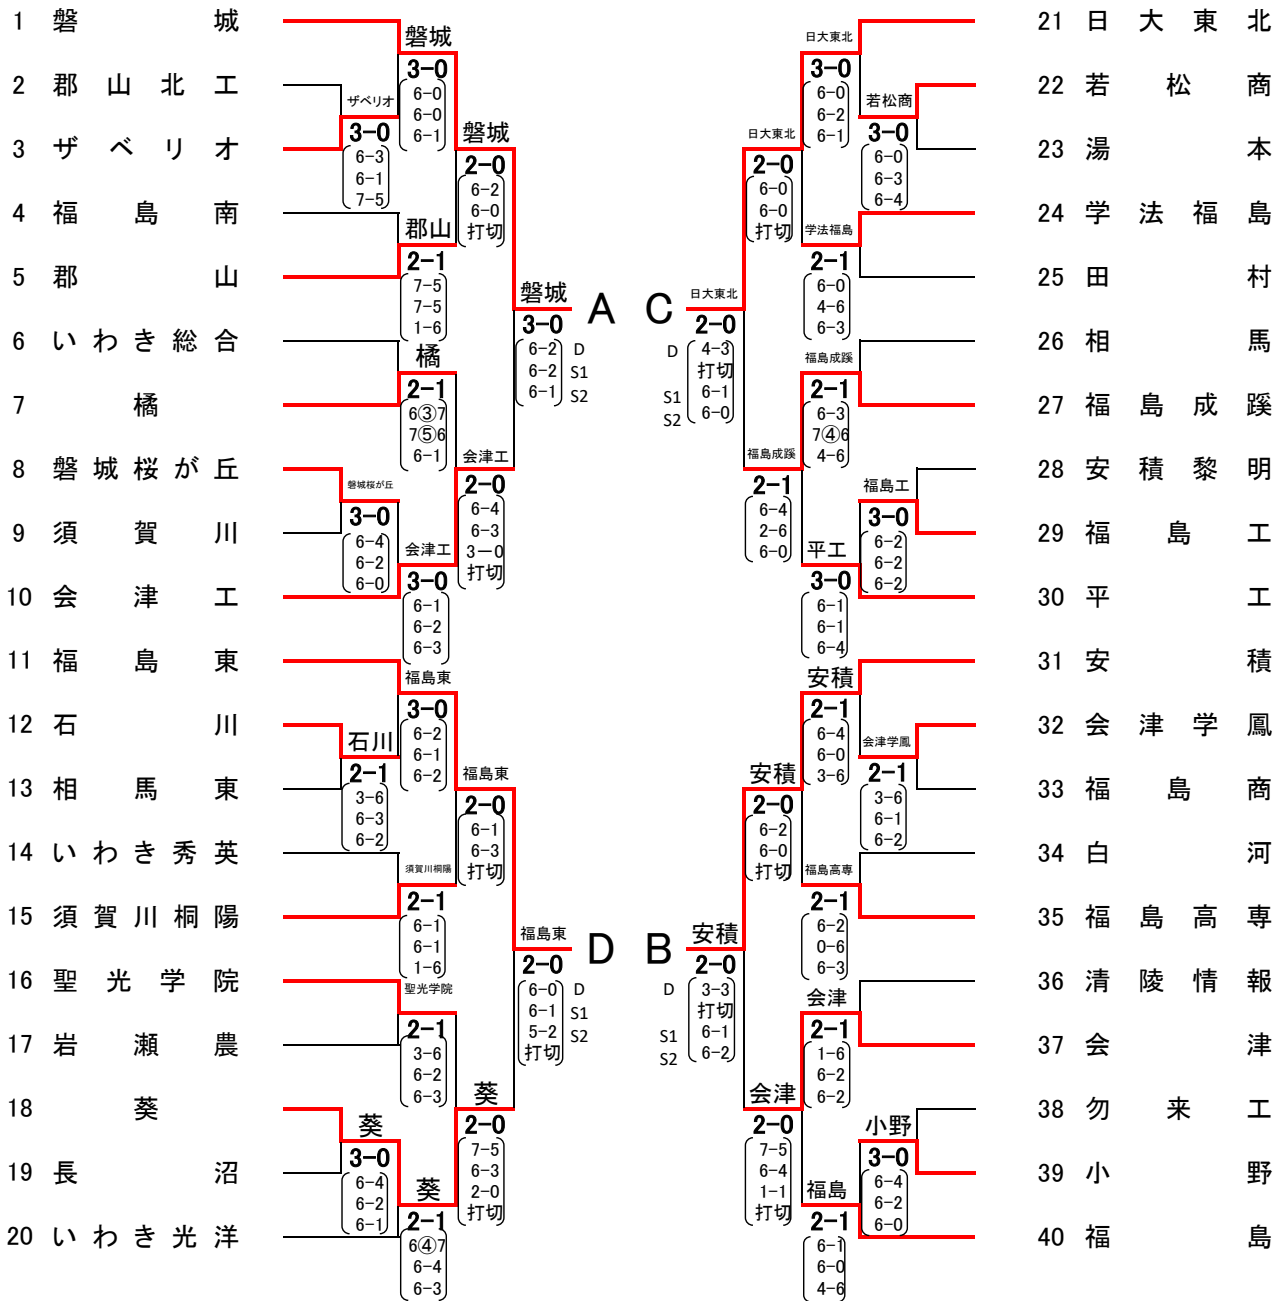 1 磐城
2 郡山北工
3 ザベリオ
4 福島南
5 郡山
6 いわき総合
7 橘
8 磐城桜が丘
9 須賀川
10 会津工
11 福島東
12 石川
13 相馬東
14 いわき秀英
15 須賀川桐陽
16 聖光学院
17 岩瀬農
18 葵
19 長沼
20 いわき光洋
ザベリオ
3-0
6-3
6-1
7-5
磐城桜が丘
3-0
6-4
6-2
6-0
石川
2-1
3-6
6-3
6-2
葵
3-0
6-4
6-2
6-1
磐城
3-0
6-0
6-0
6-1
郡山
2-1
7-5
7-5
1-6
橘
2-1
6③7
7⑤6
6-1
会津工
3-0
6-1
6-2
6-3
福島東
3-0
6-2
6-1
6-2
須賀川桐陽
2-1
6-1
6-1
1-6
聖光学院
2-1
3-6
6-2
6-3
葵
2-1
6④7
6-4
6-3
磐城
2-0
6-2
6-0
打切
会津工
2-0
6-4
6-3
3-0
打切
福島東
2-0
6-1
6-3
打切
葵
2-0
7-5
6-3
2-0
打切
磐城
3-0
6-2 D
6-2 S1
6-1 S2
A
福島東
2-0
6-0 D
6-1 S1
5-2 S2
打切
D
C
日大東北
2-0
D 4-3
打切
S1 6-1
S2 6-0
B
安積
2-0
D 3-3
打切
S1 6-1
S2 6-2
日大東北
2-0
6-0
6-0
打切
福島成蹊
2-1
6-4
2-6
6-0
安積
2-0
6-2
6-0
打切
会津
2-0
7-5
6-4
1-1
打切
日大東北
3-0
6-0
6-2
6-1
学法福島
2-1
6-0
4-6
6-3
福島成蹊
2-1
6-3
7④6
4-6
平工
3-0
6-1
6-1
6-4
安積
2-1
6-4
6-0
3-6
福島高専
2-1
6-2
0-6
6-3
会津
2-1
1-6
6-2
6-2
福島
2-1
6-1
6-0
4-6
若松商
3-0
6-0
6-3
6-4
福島工
3-0
6-2
6-2
6-2
会津学鳳
2-1
3-6
6-1
6-2
小野
3-0
6-4
6-2
6-0
21 日大東北
22 若松商
23 湯本
24 学法福島
25 田村
26 相馬
27 福島成蹊
28 安積黎明
29 福島工
30 平工
31 安積
32 会津学鳳
33 福島商
34 白河
35 福島高専
36 清陵情報
37 会津
38 勿来工
39 小野
40 福島